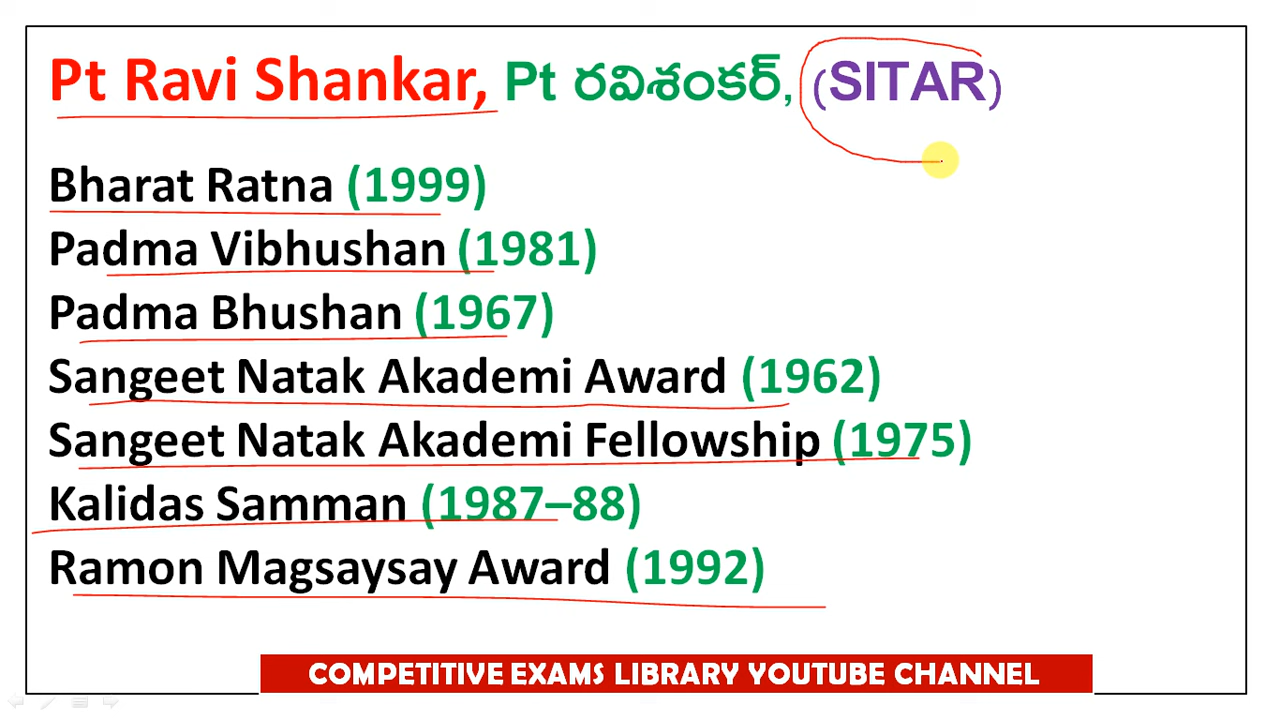 Pt Ravi Shankar, Pt రవిశంకర్, (SITAR)
Bharat Ratna (1999)
Padma Vibhushan (1981)
Padma Bhushan (1967)
Sangeet Natak Akademi Award (1962)
Sangeet Natak Akademi Fellowship (1975)
Kalidas Samman (1987–88)
Ramon Magsaysay Award (1992)
COMPETITIVE EXAMS LIBRARY YOUTUBE CHANNEL